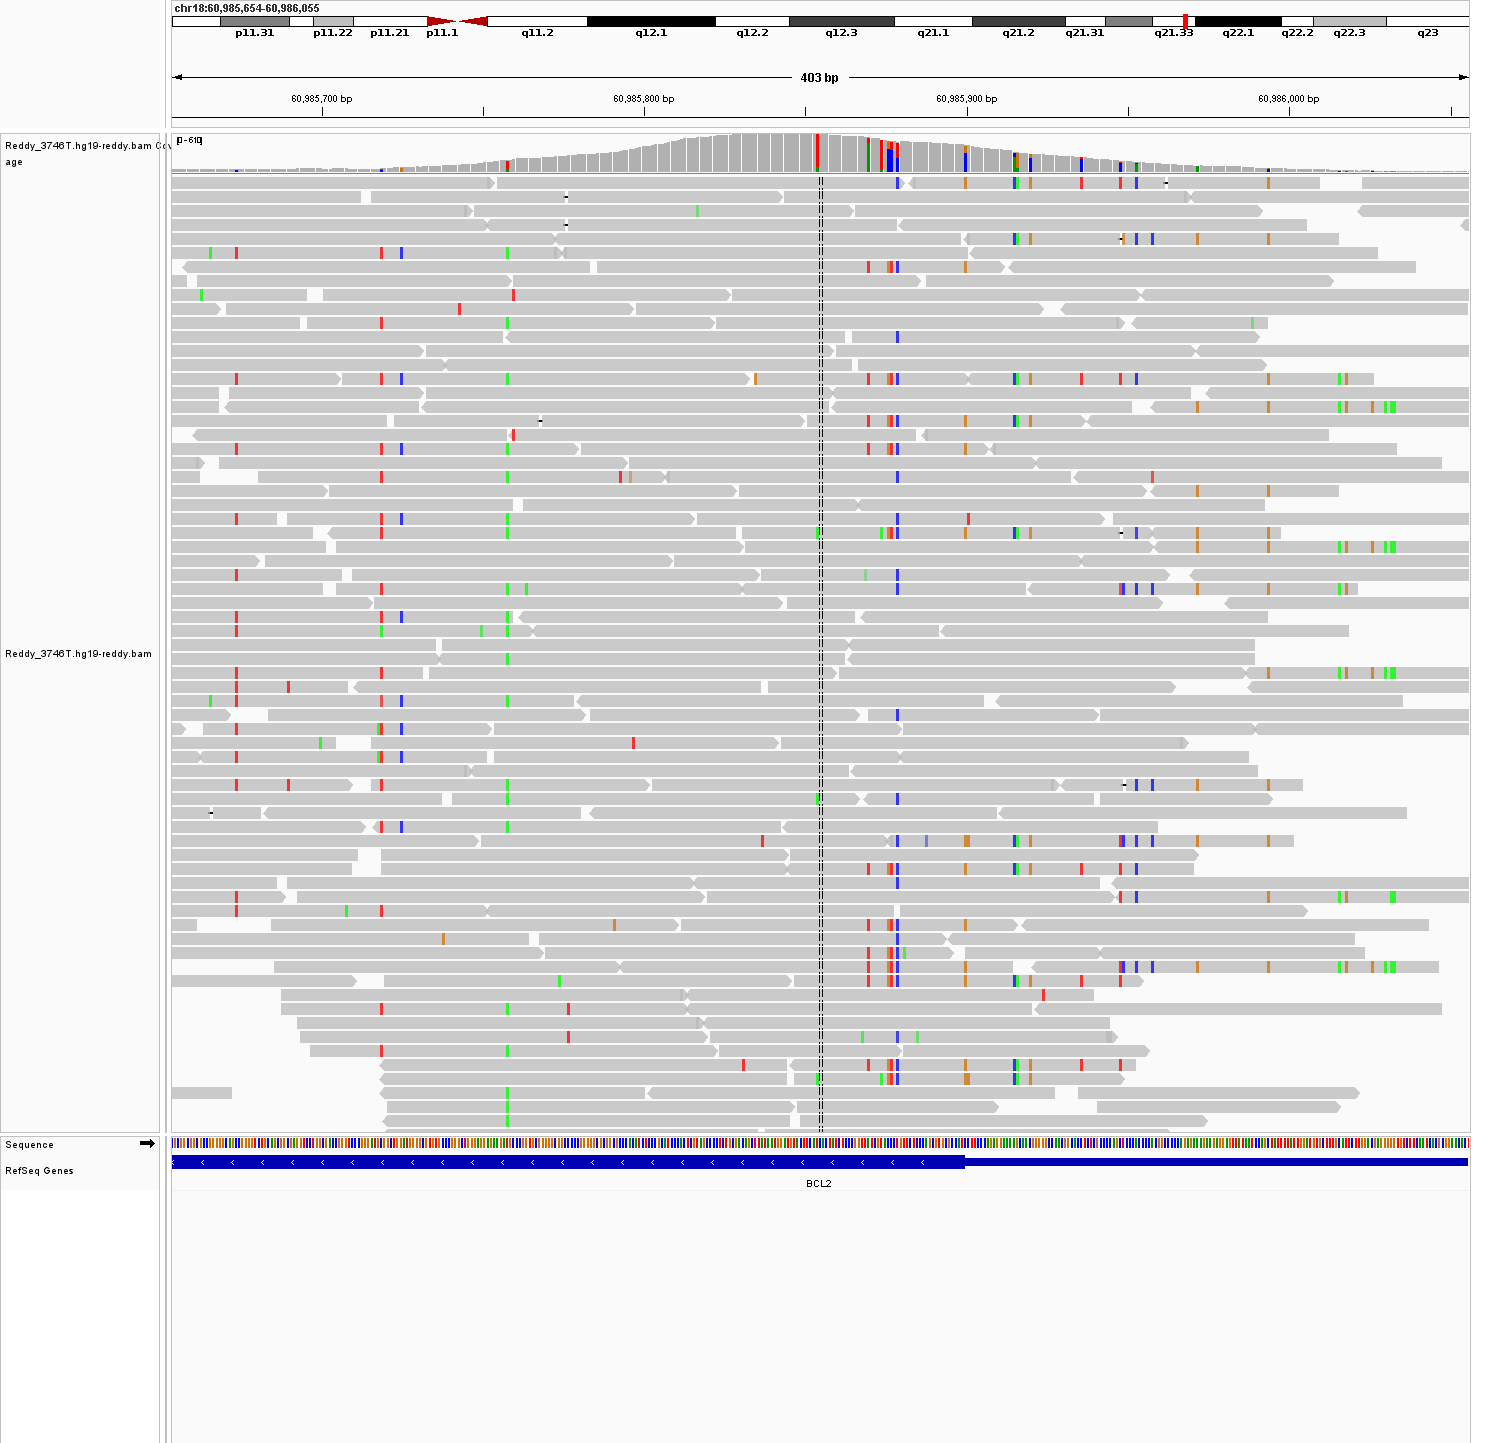 chr18:60,985,654-60,986,055
p11.31 p11.22 p11.21 p11.1 q11.2 q12.1 q12.2 q12.3 q21.1 q21.2 q21.31 q21.33 q22.1 q22.2 q22.3 q23
403 bp
60,985,700 bp 60,985,800 bp 60,985,900 bp 60,986,000 bp
Reddy_3746T.hg19-reddy.bam Cov
age
[0-610]
Reddy_3746T.hg19-reddy.bam
Sequence
RefSeq Genes
BCL2